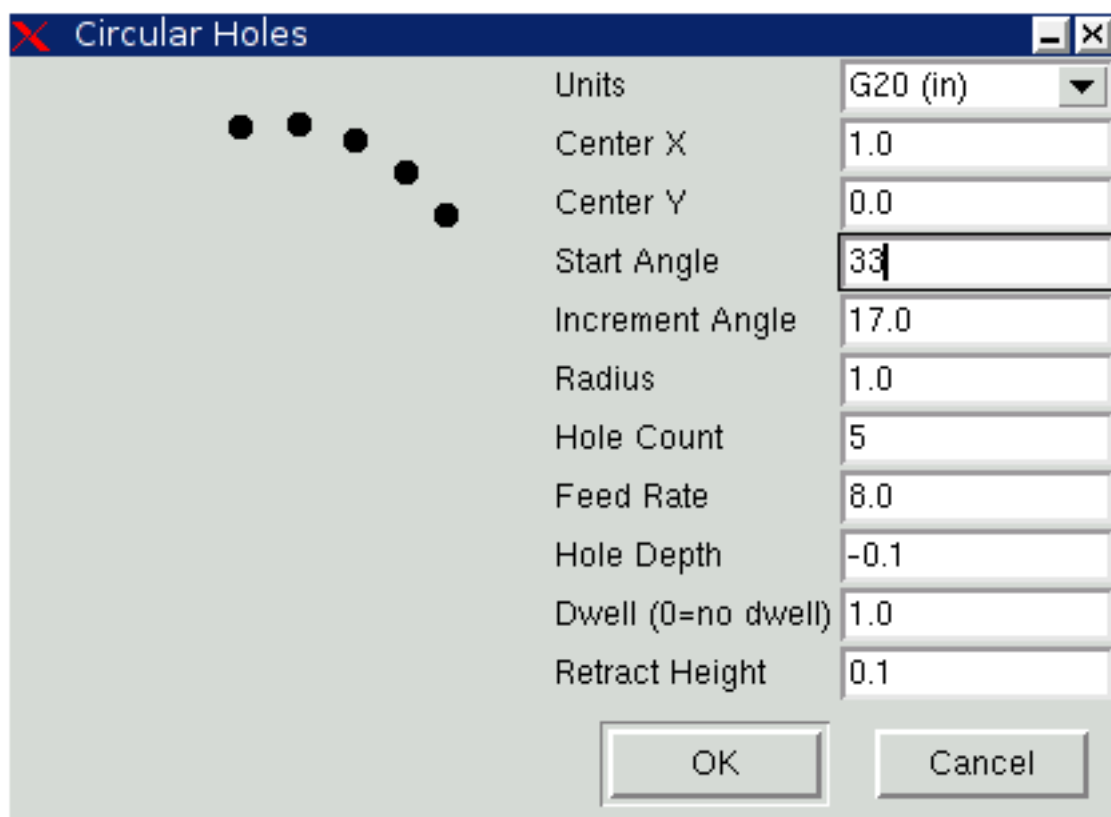 Circular Holes
Units G20 (in)
Center X 1.0
Center Y 0.0
Start Angle 33
Increment Angle 17.0
Radius 1.0
Hole Count 5
Feed Rate 8.0
Hole Depth -0.1
Dwell (0=no dwell) 1.0
Retract Height 0.1
OK Cancel